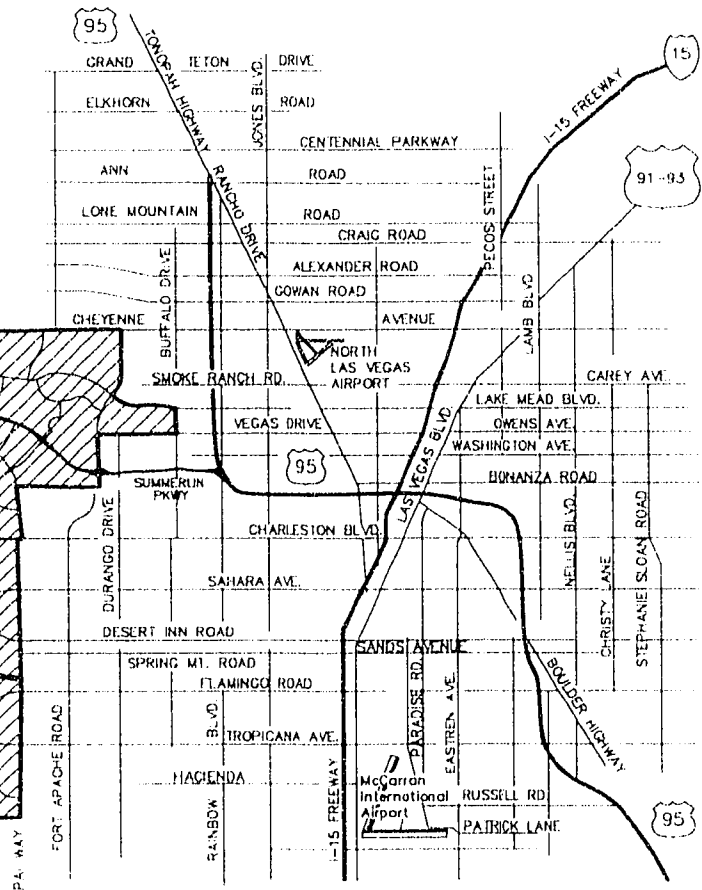 95
15
GRAND TETON DRIVE
TONOPAH HIGHWAY
JONES BLVD.
ELKHORN ROAD
I-15 FREEWAY
CENTENNIAL PARKWAY
91-93
ANN ROAD
RANCHO DRIVE
PECOS STREET
LONE MOUNTAIN ROAD
CRAIG ROAD
BUFFALO DRIVE
ALEXANDER ROAD
GOWAN ROAD
LAMB BLVD
CHEYENNE AVENUE
NORTH
LAS VEGAS
AIRPORT
SMOKE RANCH RD.
CAREY AVE.
LAKE MEAD BLVD.
VEGAS DRIVE
OWENS AVE.
LAS VEGAS BLVD.
WASHINGTON AVE.
95
BONANZA ROAD
SUMMERLIN
PKWY
CHARLESTON BLVD.
DURANGO DRIVE
NELLIS BLVD.
CHRISTY LANE
STEPHANIE SLOAN ROAD
SAHARA AVE.
DESERT INN ROAD
SANDS AVENUE
SPRING MT. ROAD
FLAMINGO ROAD
PARADISE RD.
EASTREN AVE.
BOULDER HIGHWAY
FORT APACHE ROAD
RAINBOW BLVD.
TROPICANA AVE.
HACIENDA
I-15 FREEWAY
McCarran
International
Airport
RUSSELL RD
PATRICK LANE
95
WAY